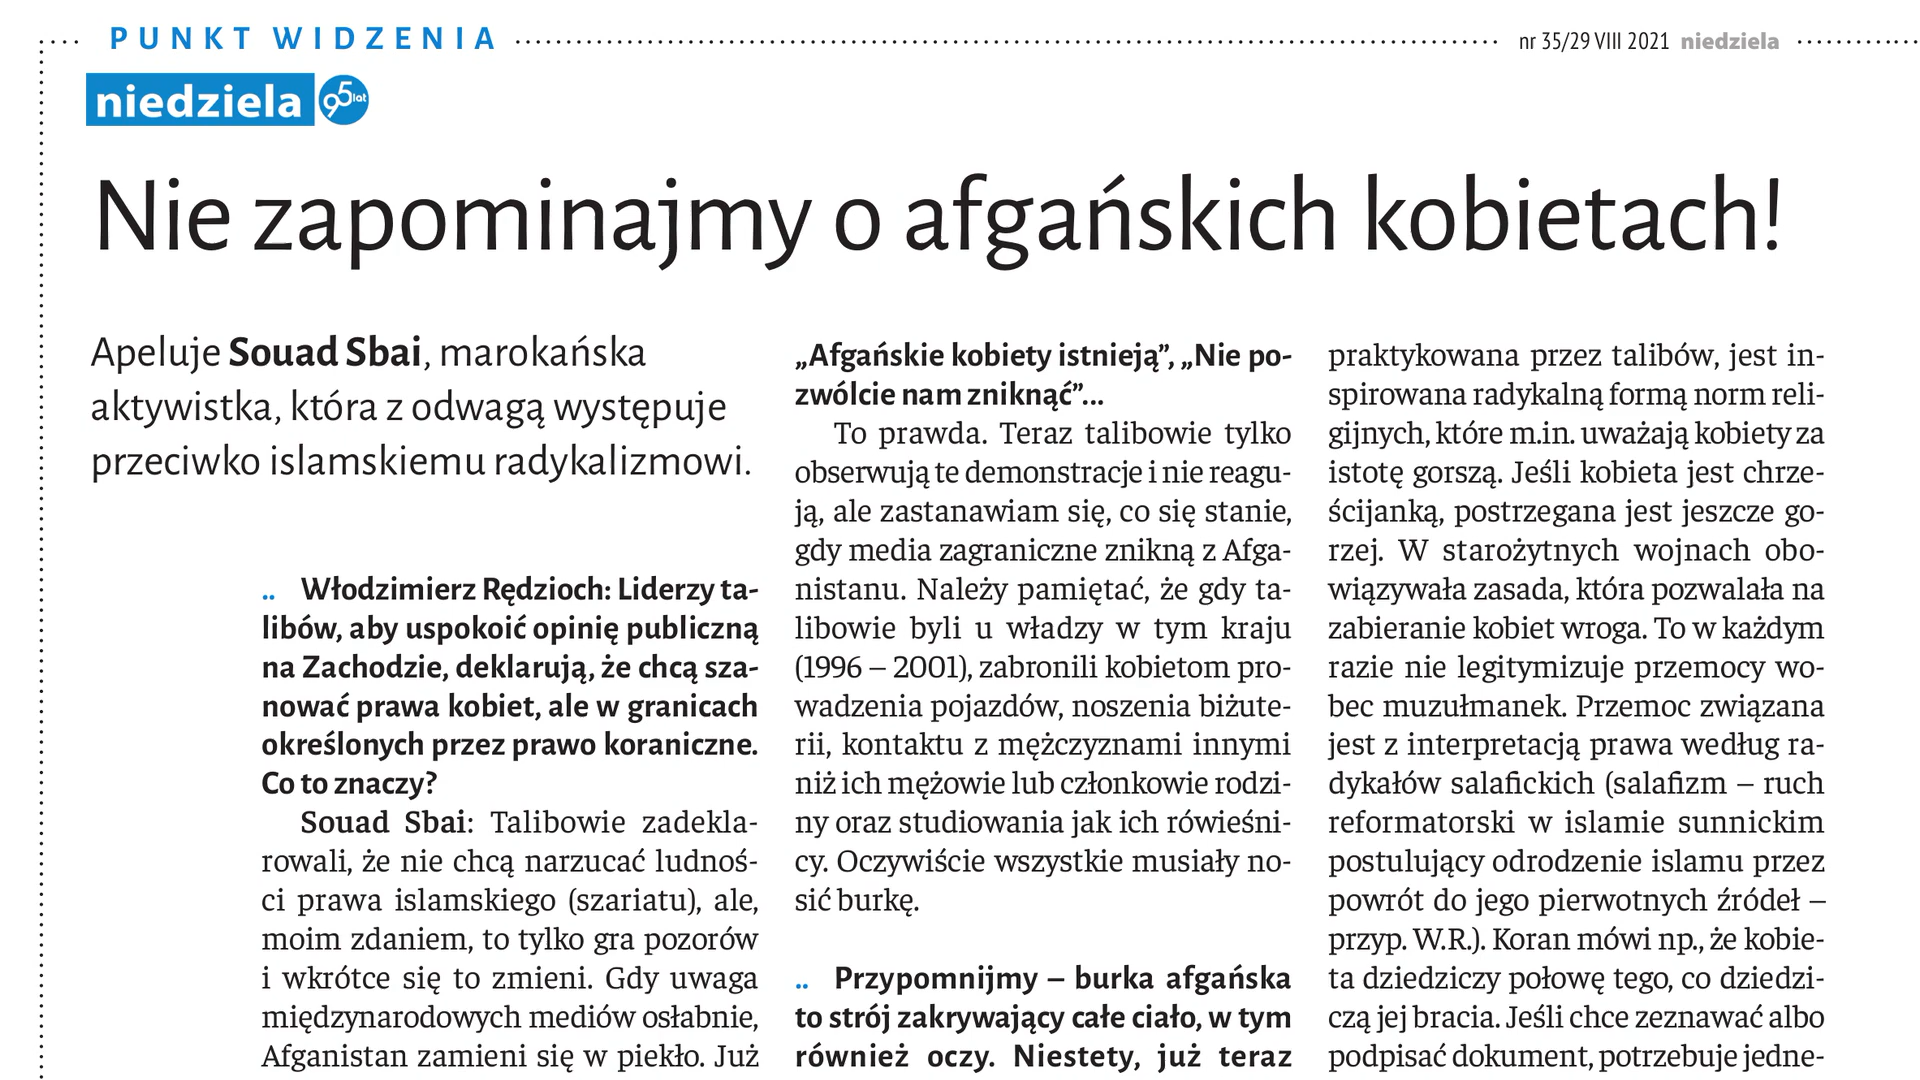 PUNKT WIDZENIA
nr 35/29 VIII 2021 niedziela
niedziela 95 lat
Nie zapominajmy o afgańskich kobietach!
Apeluje Souad Sbai, marokańska
aktywistka, która z odwagą występuje
przeciwko islamskiemu radykalizmowi.
Włodzimierz Rędzioch: Liderzy ta-
libów, aby uspokoić opinię publiczną
na Zachodzie, deklarują, że chcą sza-
nować prawa kobiet, ale w granicach
określonych przez prawo koraniczne.
Co to znaczy?
Souad Sbai: Talibowie zadekla-
rowali, że nie chcą narzucać ludnoś-
ci prawa islamskiego (szariatu), ale,
moim zdaniem, to tylko gra pozorów
i wkrótce się to zmieni. Gdy uwaga
międzynarodowych mediów osłabnie,
Afganistan zamieni się w piekło. Już
„Afgańskie kobiety istnieją”, „Nie po-
zwólcie nam zniknąć”...
To prawda. Teraz talibowie tylko
obserwują te demonstracje i nie reagu-
ją, ale zastanawiam się, co się stanie,
gdy media zagraniczne znikną z Afga-
nistanu. Należy pamiętać, że gdy ta-
libowie byli u władzy w tym kraju
(1996 – 2001), zabronili kobietom pro-
wadzenia pojazdów, noszenia biżute-
rii, kontaktu z mężczyznami innymi
niż ich mężowie lub członkowie rodzi-
ny oraz studiowania jak ich rówieśni-
cy. Oczywiście wszystkie musiały no-
sić burkę.
Przypomnijmy – burka afgańska
to strój zakrywający całe ciało, w tym
również oczy. Niestety, już teraz
praktykowana przez talibów, jest in-
spirowana radykalną formą norm reli-
gijnych, które m.in. uważają kobiety za
istotę gorszą. Jeśli kobieta jest chrze-
ścijanką, postrzegana jest jeszcze go-
rzej. W starożytnych wojnach obo-
wiązywała zasada, która pozwalała na
zabieranie kobiet wroga. To w każdym
razie nie legitymizuje przemocy wo-
bec muzułmanek. Przemoc związana
jest z interpretacją prawa według ra-
dykałów salafickich (salafizm – ruch
reformatorski w islamie sunnickim
postulujący odrodzenie islamu przez
powrót do jego pierwotnych źródeł –
przyp. W.R.). Koran mówi np., że kobie-
ta dziedziczy połowę tego, co dziedzi-
czą jej bracia. Jeśli chce zeznawać albo
podpisać dokument, potrzebuje jedne-